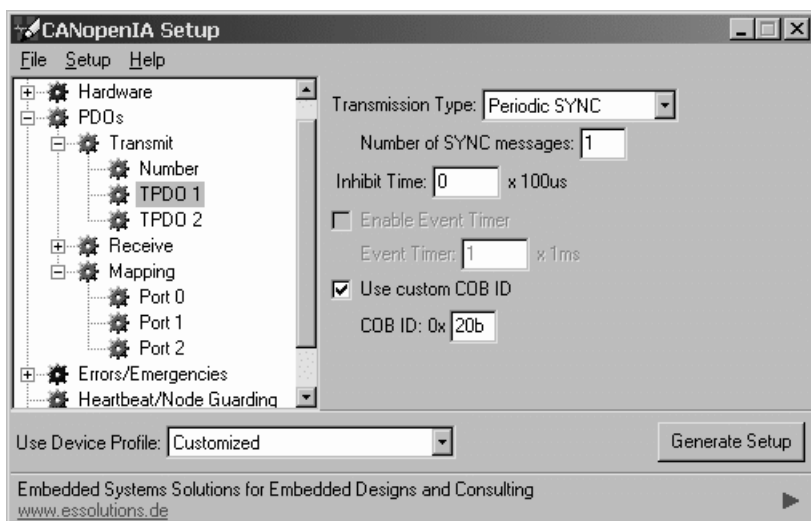 CANopenIA Setup
File Setup Help
Hardware
PDOs
Transmit
Number
TPDO 1
TPDO 2
Receive
Mapping
Port 0
Port 1
Port 2
Errors/Emergencies
Heartbeat/Node Guarding
Transmission Type: Periodic SYNC
Number of SYNC messages: 1
Inhibit Time: 0 x 100us
Enable Event Timer
Event Timer: 1 x 1ms
Use custom COB ID
COB ID: 0x 20b
Use Device Profile: Customized
Generate Setup
Embedded Systems Solutions for Embedded Designs and Consulting
www.essolutions.de